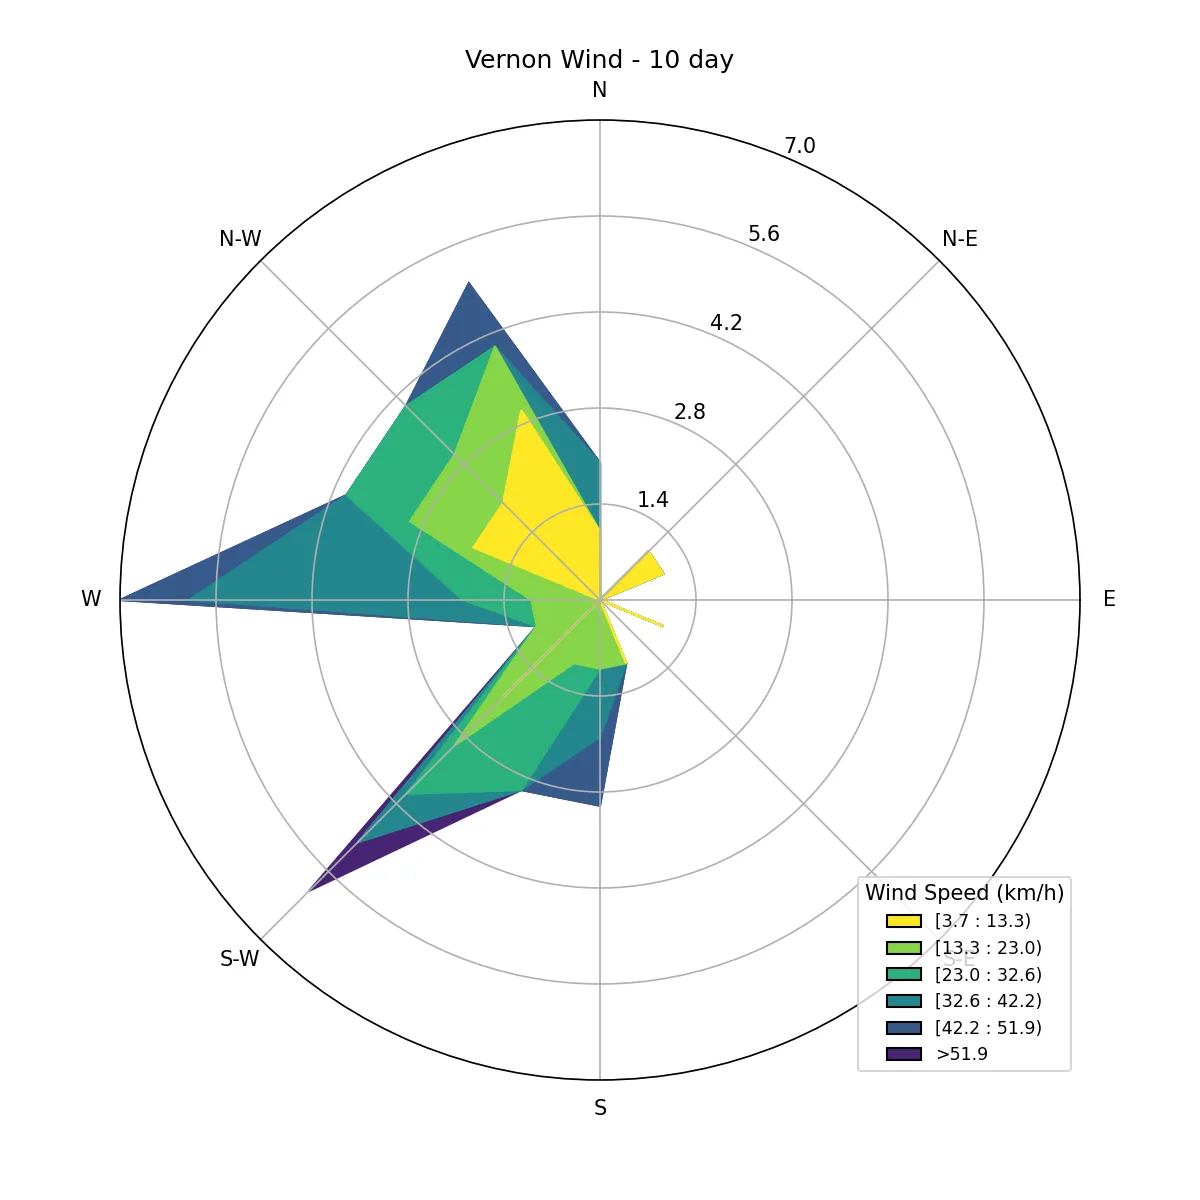 Vernon Wind - 10 day
N
7.0
N-W
5.6
N-E
4.2
2.8
1.4
W
E
S-W
S-E
S
Wind Speed (km/h)
[3.7 : 13.3)
[13.3 : 23.0)
[23.0 : 32.6)
[32.6 : 42.2)
[42.2 : 51.9)
>51.9